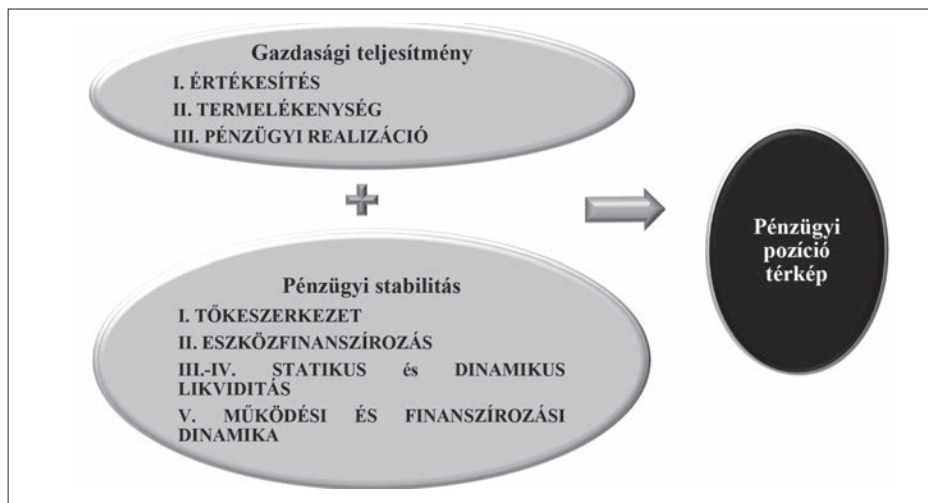 Gazdasági teljesítmény
I. ÉRTÉKESÍTÉS
II. TERMELÉKENYSÉG
III. PÉNZÜGYI REALIZÁCIÓ
Pénzügyi stabilitás
I. TŐKESZERKEZET
II. ESZKÖZFINANSZÍROZÁS
III.-IV. STATIKUS és DINAMIKUS
LIKVIDITÁS
V. MŰKÖDÉSI ÉS FINANSZÍROZÁSI
DINAMIKA
Pénzügyi
pozíció
térkép